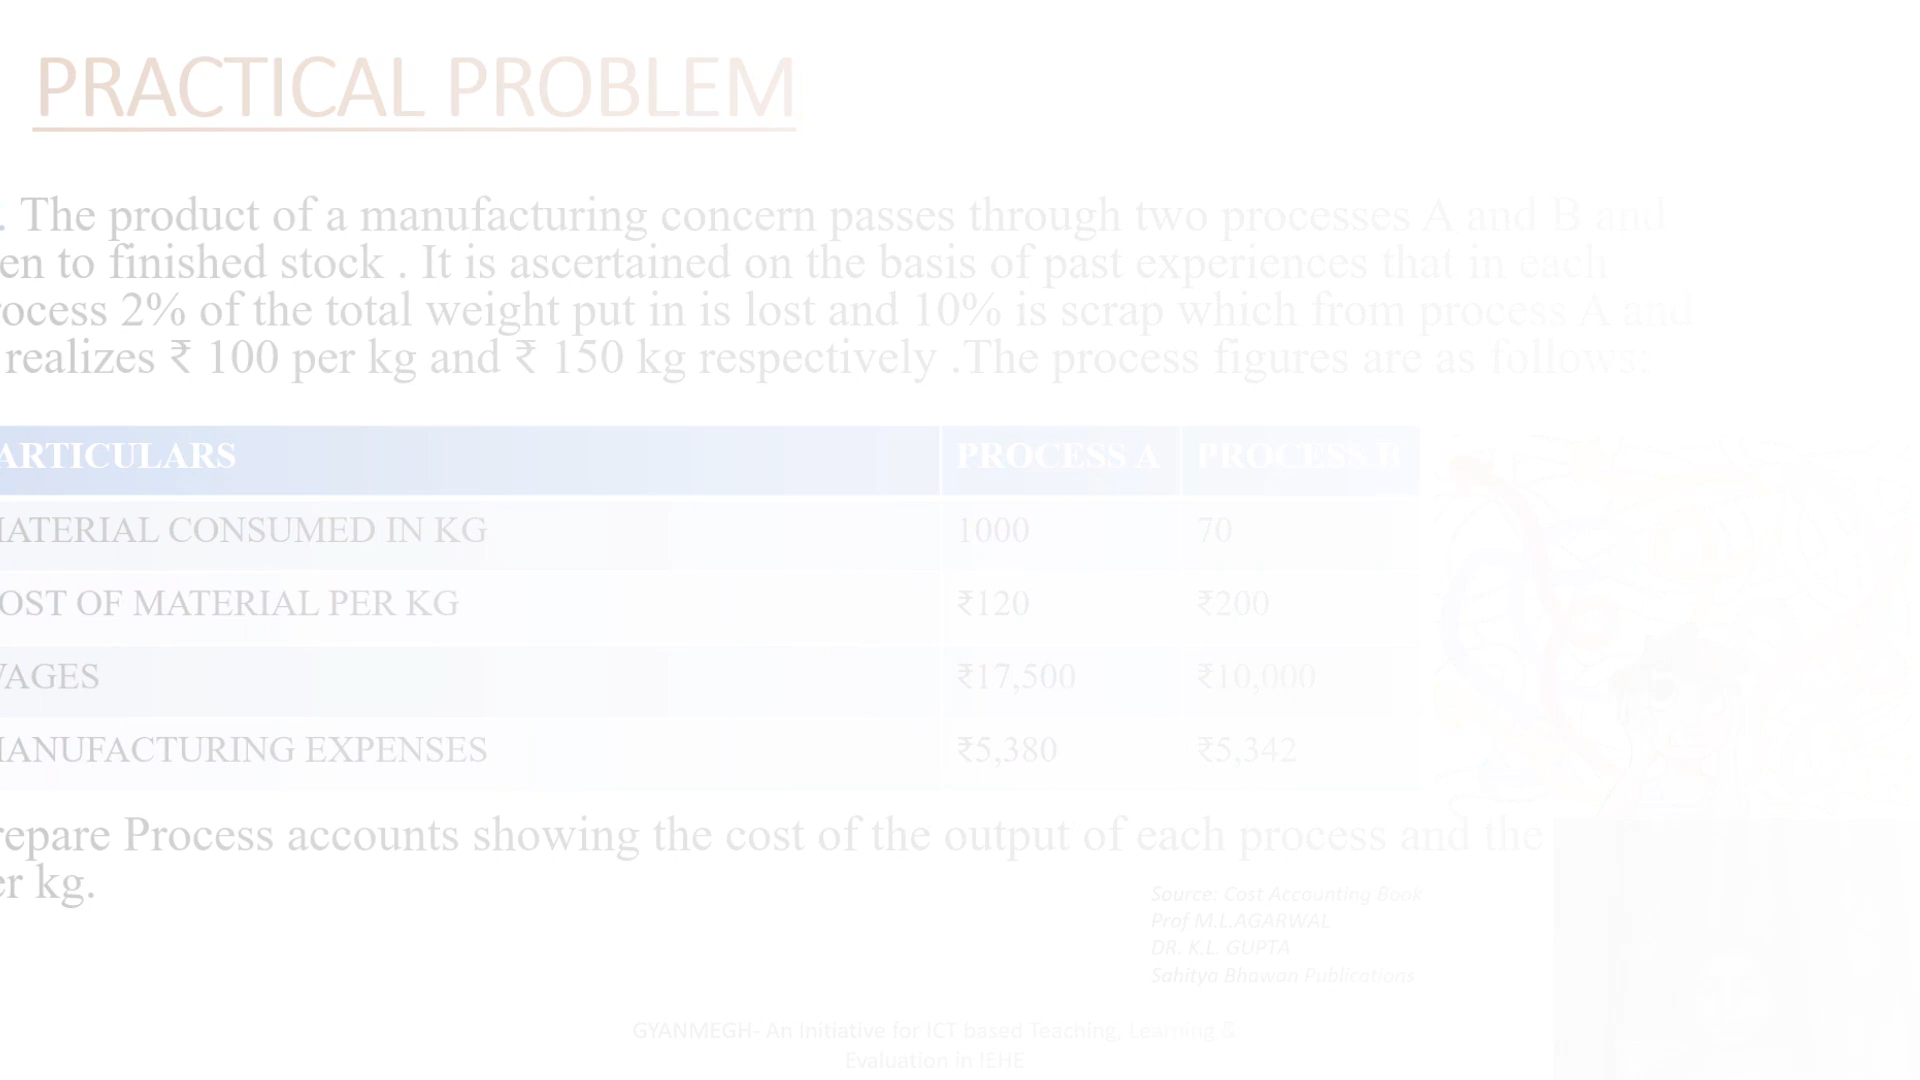 PRACTICAL PROBLEM
. The product of a manufacturing concern passes through two processes A and B and
en to finished stock . It is ascertained on the basis of past experiences that in each
rocess 2% of the total weight put in is lost and 10% is scrap which from process A and
realizes ₹ 100 per kg and ₹ 150 kg respectively .The process figures are as follows:
ARTICULARS PROCESS A PROCESS B
MATERIAL CONSUMED IN KG 1000 70
OST OF MATERIAL PER KG ₹120 ₹200
WAGES ₹17,500 ₹10,000
MANUFACTURING EXPENSES ₹5,380 ₹5,342
repare Process accounts showing the cost of the output of each process and the
er kg.
Source: Cost Accounting Book
Prof M.L.AGARWAL
DR. K.L. GUPTA
Sahitya Bhawan Publications
GYANMEGH- An Initiative for ICT based Teaching, Learning &
Evaluation in IEHE